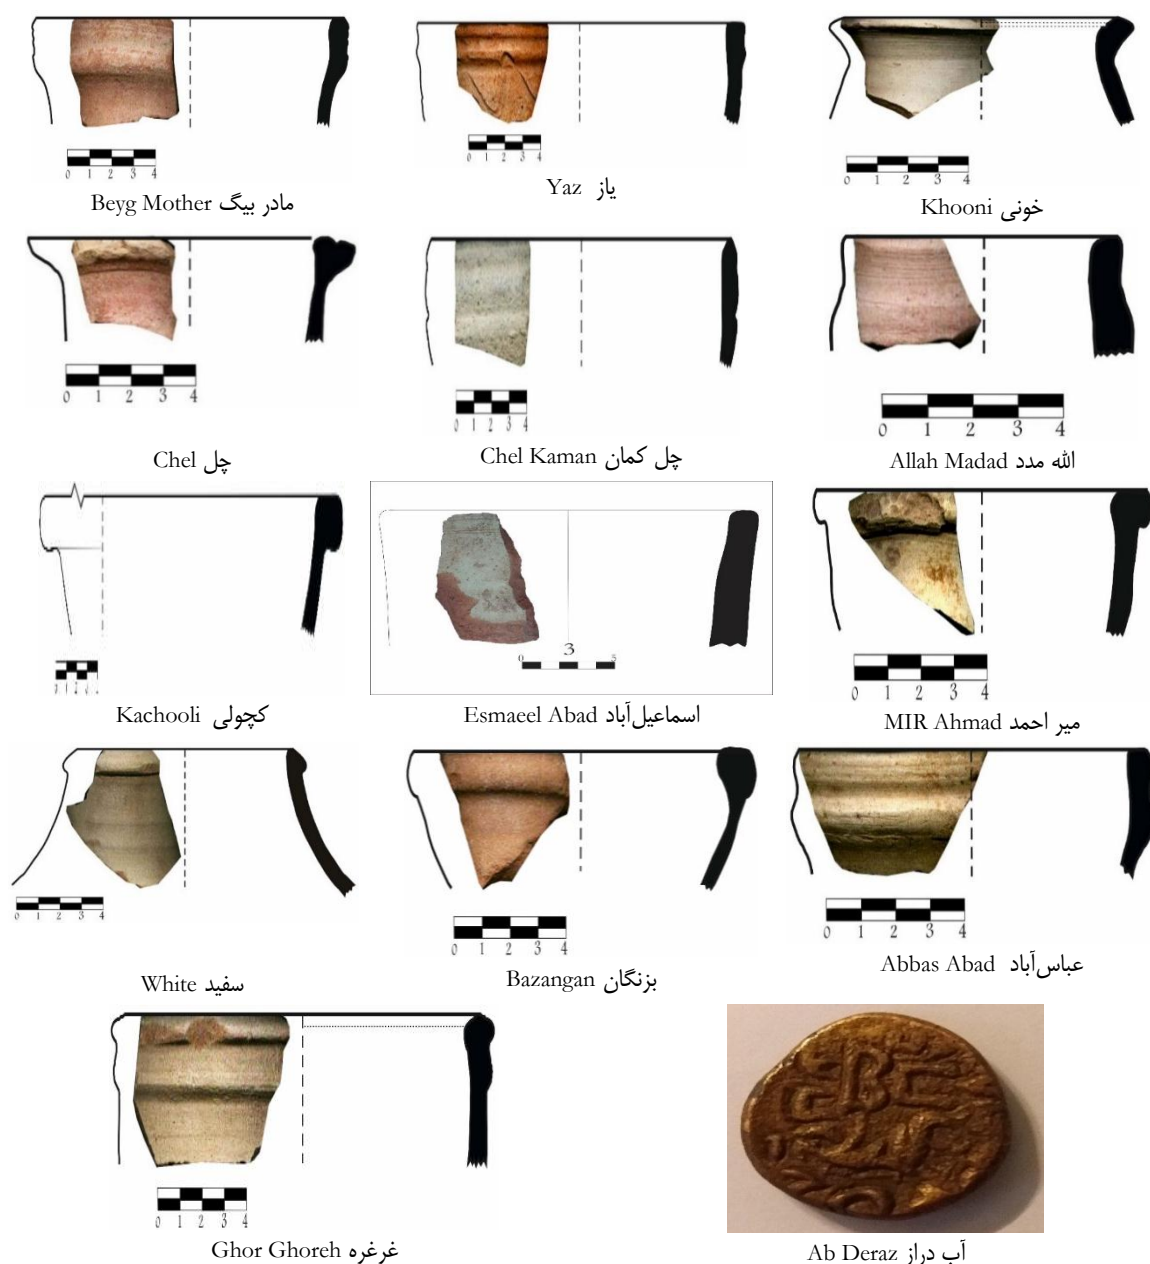 0 1 2 3 4
Beyg Mother مادر بیگ
0 1 2 3 4
Yaz یاز
0 2 4
Khooni خونی
0 1 2 3 4
Chel چل
0 1 2 3 4
Chel Kaman چل کمان
0 1 2 3 4
Allah Madad الله مدد
Kachooli کچولی
0 3 5
Esmaeel Abad اسماعیل‌آباد
0 1 2 3 4
MIR Ahmad میر احمد
0 1 2 3 4
White سفید
0 1 2 3 4
Bazangan بزنگان
0 1 2 3 4
Abbas Abad عباس‌آباد
0 1 2 3 4
Ghor Ghoreh غرغره
Ab Deraz آب دراز